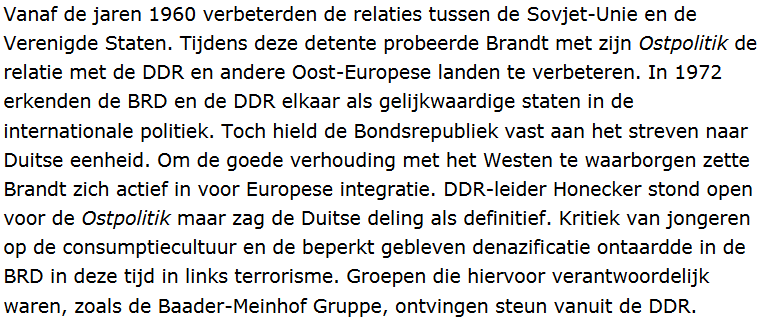 Vanaf de jaren 1960 verbeterden de relaties tussen de Sovjet-Unie en de
Verenigde Staten. Tijdens deze detente probeerde Brandt met zijn Ostpolitik de
relatie met de DDR en andere Oost-Europese landen te verbeteren. In 1972
erkenden de BRD en de DDR elkaar als gelijkwaardige staten in de
internationale politiek. Toch hield de Bondsrepubliek vast aan het streven naar
Duitse eenheid. Om de goede verhouding met het Westen te waarborgen zette
Brandt zich actief in voor Europese integratie. DDR-leider Honecker stond open
voor de Ostpolitik maar zag de Duitse deling als definitief. Kritiek van jongeren
op de consumptiecultuur en de beperkt gebleven denazificatie ontaardde in de
BRD in deze tijd in links terrorisme. Groepen die hiervoor verantwoordelijk
waren, zoals de Baader-Meinhof Gruppe, ontvingen steun vanuit de DDR.